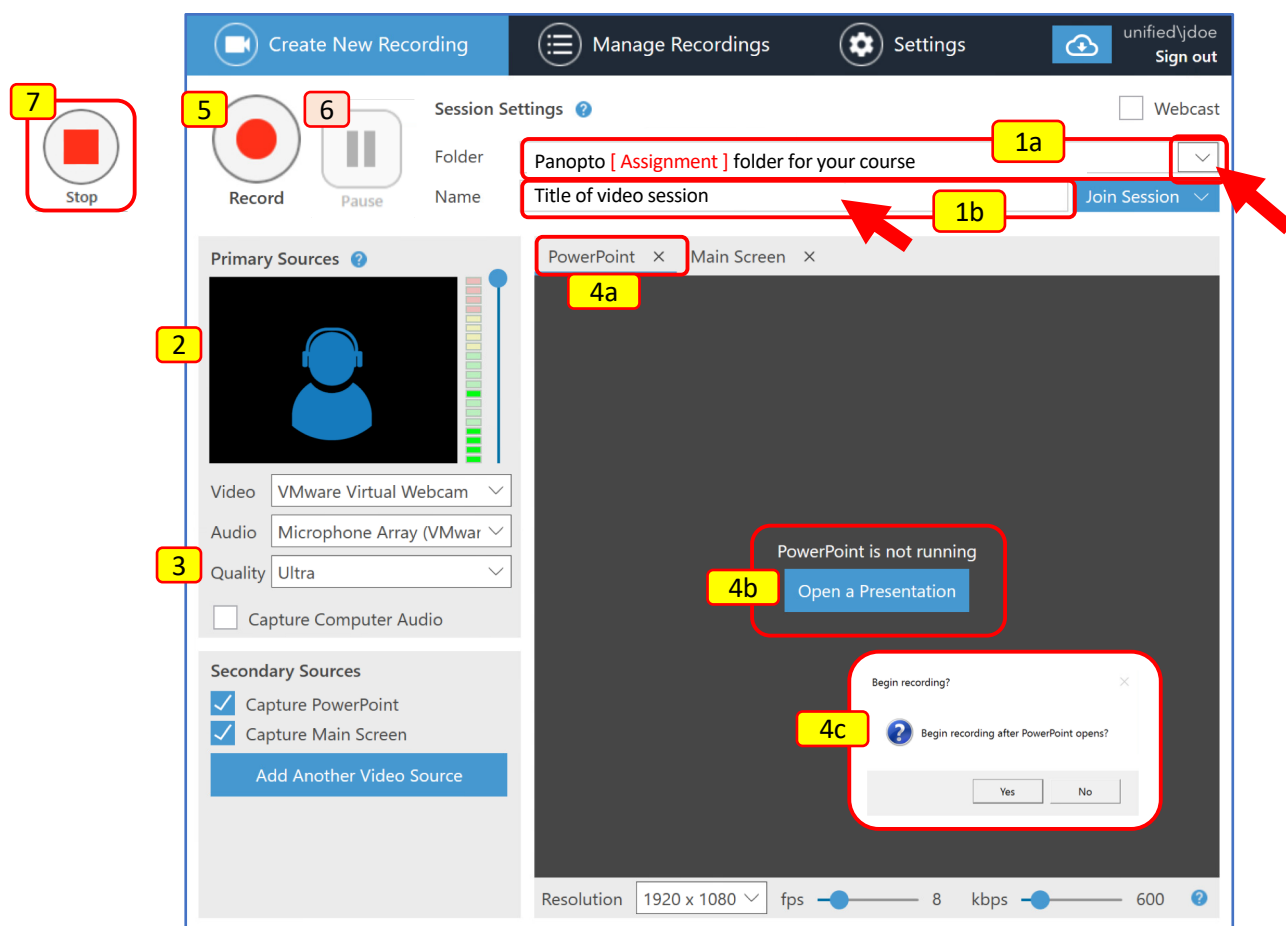 Create New Recording
Manage Recordings
Settings
unified\jdoe
Sign out
7
Stop
5
Record
6
Pause
Session Settings ?
Webcast
Folder
Panopto [ Assignment ] folder for your course
1a
Name
Title of video session
1b
Join Session
Primary Sources ?
2
Video
VMware Virtual Webcam
Audio
Microphone Array (VMwar
3
Quality
Ultra
Capture Computer Audio
Secondary Sources
Capture PowerPoint
Capture Main Screen
Add Another Video Source
PowerPoint ×
Main Screen ×
4a
PowerPoint is not running
4b
Open a Presentation
Begin recording?
4c
? Begin recording after PowerPoint opens?
Yes
No
Resolution 1920 x 1080 fps 8 kbps 600 ?